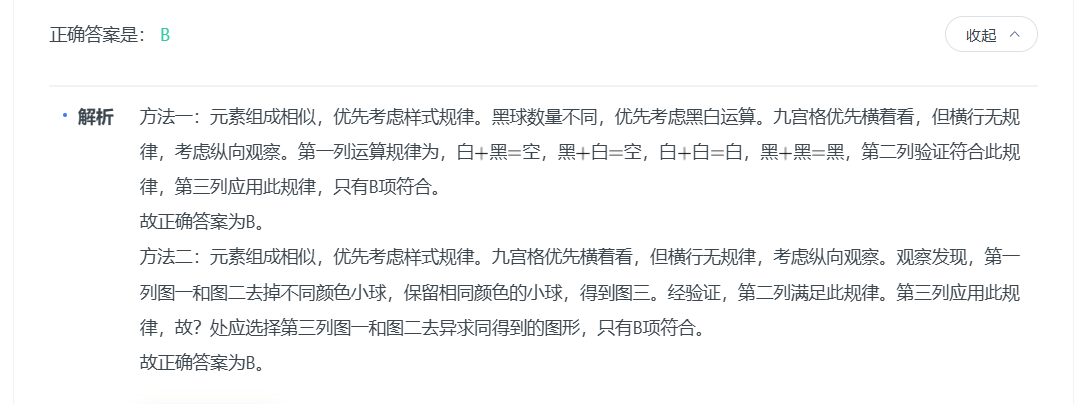 正确答案是： B
收起
解析
方法一：元素组成相似，优先考虑样式规律。黑球数量不同，优先考虑黑白运算。九宫格优先横着看，但横行无规
律，考虑纵向观察。第一列运算规律为，白+黑=空，黑+白=空，白+白=白，黑+黑=黑，第二列验证符合此规
律，第三列应用此规律，只有B项符合。
故正确答案为B。
方法二：元素组成相似，优先考虑样式规律。九宫格优先横着看，但横行无规律，考虑纵向观察。观察发现，第一
列图一和图二去掉不同颜色小球，保留相同颜色的小球，得到图三。经验证，第二列满足此规律。第三列应用此规
律，故？处应选择第三列图一和图二去异求同得到的图形，只有B项符合。
故正确答案为B。